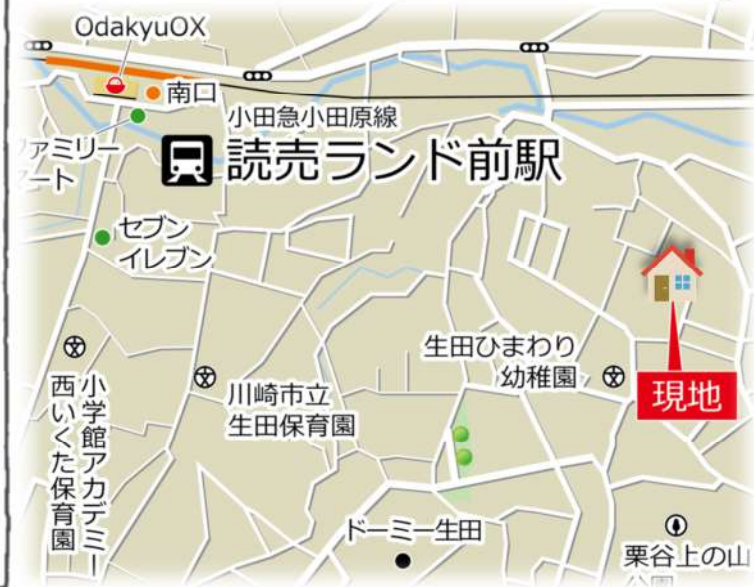 OdakyuOX
南口
小田急小田原線
読売ランド前駅
ァミリー
ート
セブン
イレブン
生田ひまわり
幼稚園
現地
川崎市立
生田保育園
小学館アカデミー
西いくた保育園
ドーミー生田
栗谷上の山